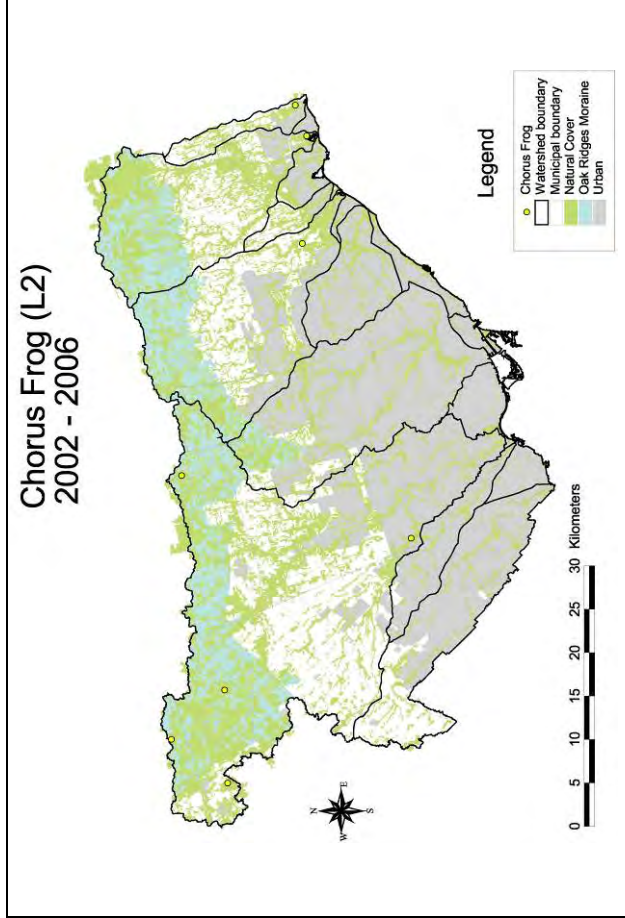 Chorus Frog (L2)
2002 - 2006
Legend
Chorus Frog
Watershed boundary
Municipal boundary
Natural Cover
Oak Ridges Moraine
Urban
N
W
E
S
0 5 10 15 20 25 30 Kilometers